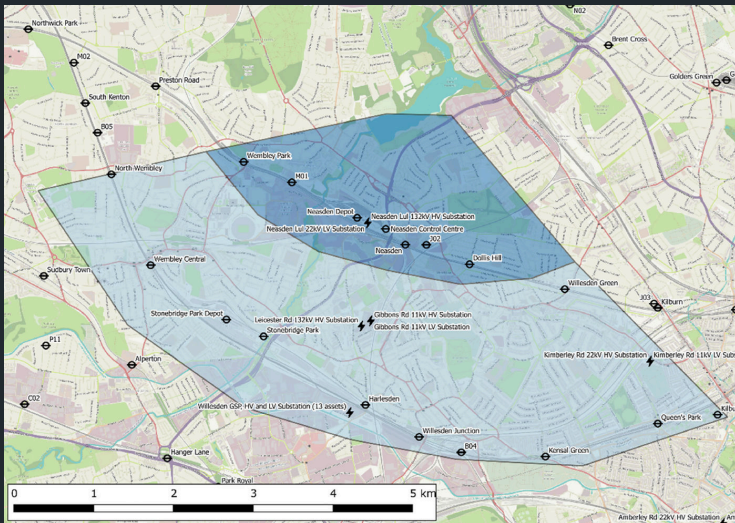 N02
Northwick Park
Brent Cross
M02
Golders Green
Preston Road
South Kenton
B05
Wembley Park
North Wembley
M01
Neasden Depot
Neasden Lul 132kV HV Substation
Neasden Lul 22kV LV Substation
Neasden Control Centre
J02
Neasden
Dollis Hill
Wembley Central
Sudbury Town
Willesden Green
J03
Kilburn
Stonebridge Park Depot
Gibbons Rd 11kV HV Substation
Leicester Rd 132kV HV Substation
Gibbons Rd 11kV LV Substation
Stonebridge Park
P11
Kimberley Rd 22kV HV Substation
Kimberley Rd 11kV LV Sub
Alperton
C02
Harlesden
Willesden GSP, HV and LV Substation (13 assets)
Kilbu
Queen's Park
Willesden Junction
B04
Kensal Green
Hanger Lane
Park Royal
0 1 2 3 4 5 km
Amberley Rd 22kV HV Substation